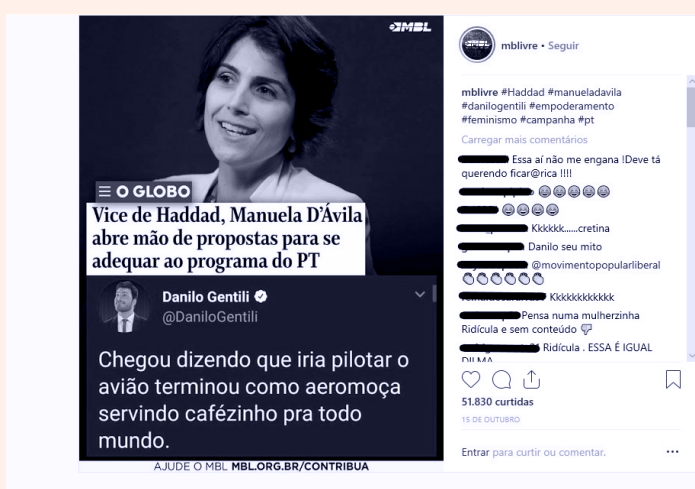 MBL
O GLOBO
Vice de Haddad, Manuela D'Ávila
abre mão de propostas para se
adequar ao programa do PT
Danilo Gentili
@DaniloGentili
Chegou dizendo que iria pilotar o
avião terminou como aeromoça
servindo cafézinho pra todo
mundo.
AJUDE O MBL MBL.ORG.BR/CONTRIBUA
mblivre • Seguir
mblivre #Haddad #manueladavila
#danilogentili #empoderamento
#feminismo #campanha #pt
Carregar mais comentários
Essa aí não me engana !Deve tá
querendo ficar@rica !!!!
Kkkkkk......cretina
Danilo seu mito
@movimentopopularliberal
Kkkkkkkkkkkk
Pensa numa mulherzinha
Ridícula e sem conteúdo
Ridícula . ESSA É IGUAL
DILMA
51.830 curtidas
15 DE OUTUBRO
Entrar para curtir ou comentar.